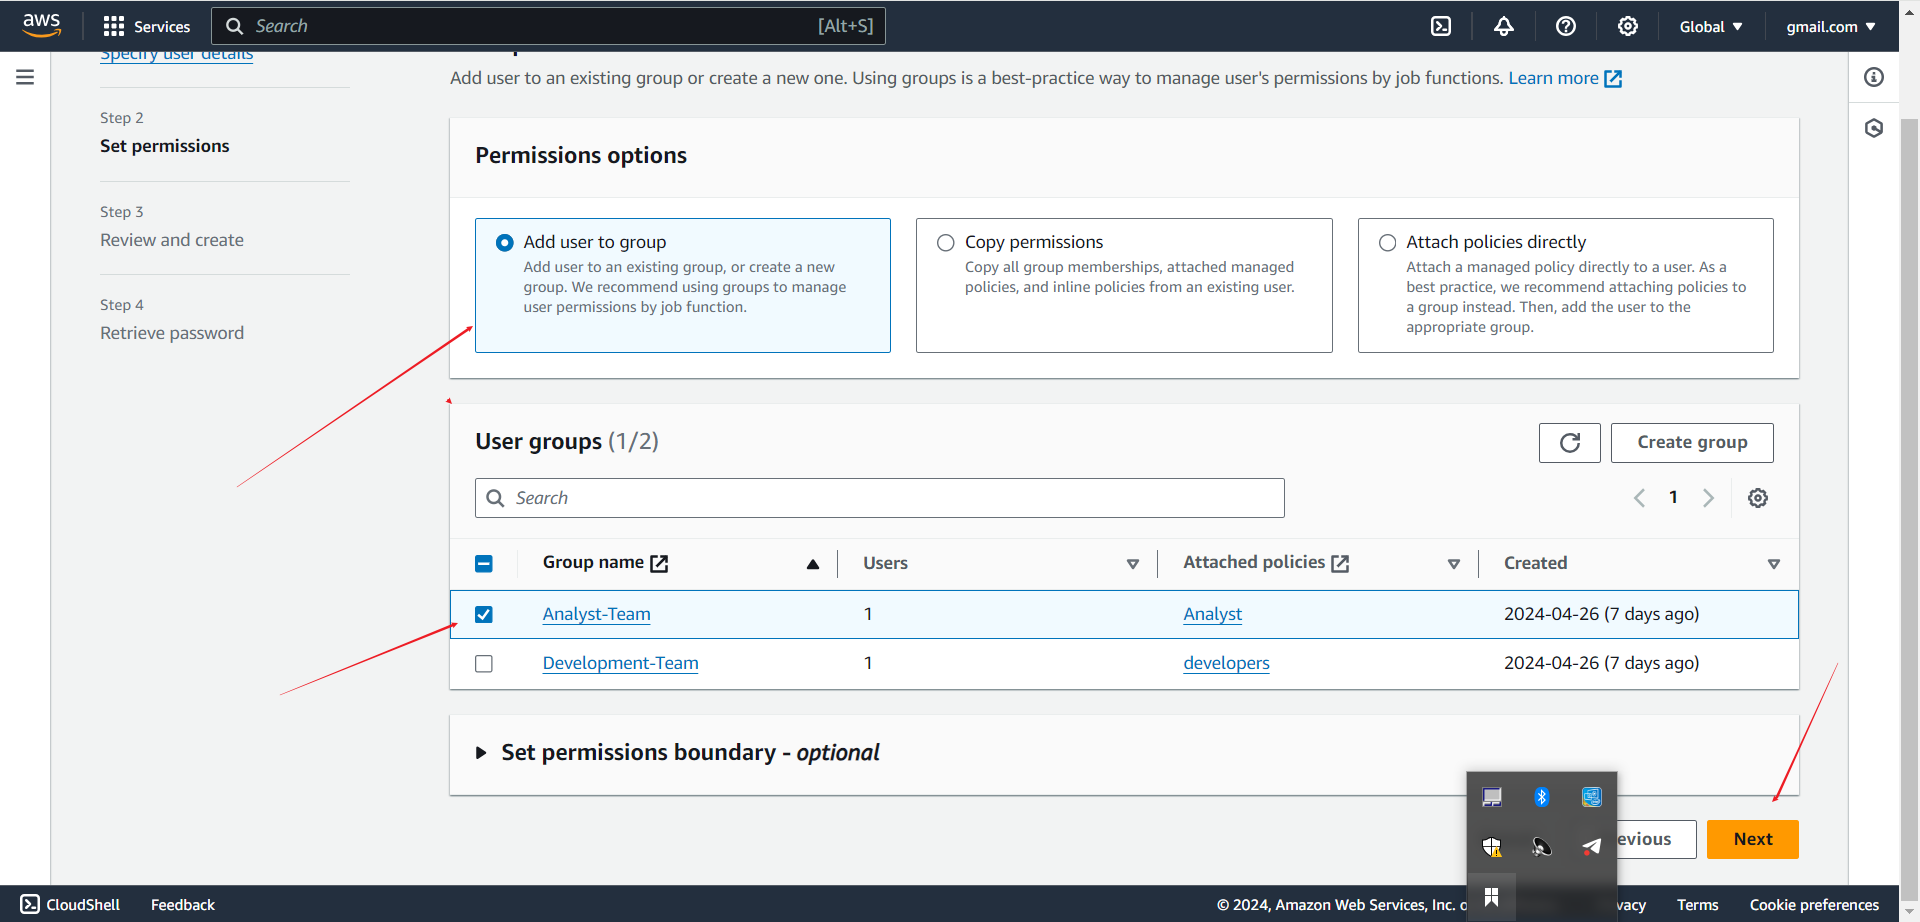 aws
Services
Search
[Alt+S]
Global
gmail.com
Specify user details
Add user to an existing group or create a new one. Using groups is a best-practice way to manage user's permissions by job functions. Learn more
Step 2
Set permissions
Step 3
Review and create
Step 4
Retrieve password
Permissions options
Add user to group
Add user to an existing group, or create a new
group. We recommend using groups to manage
user permissions by job function.
Copy permissions
Copy all group memberships, attached managed
policies, and inline policies from an existing user.
Attach policies directly
Attach a managed policy directly to a user. As a
best practice, we recommend attaching policies to
a group instead. Then, add the user to the
appropriate group.
User groups (1/2)
Create group
Search
1
Group name
Users
Attached policies
Created
Analyst-Team
1
Analyst
2024-04-26 (7 days ago)
Development-Team
1
developers
2024-04-26 (7 days ago)
Set permissions boundary - optional
evious
Next
CloudShell
Feedback
© 2024, Amazon Web Services, Inc. o
vacy
Terms
Cookie preferences